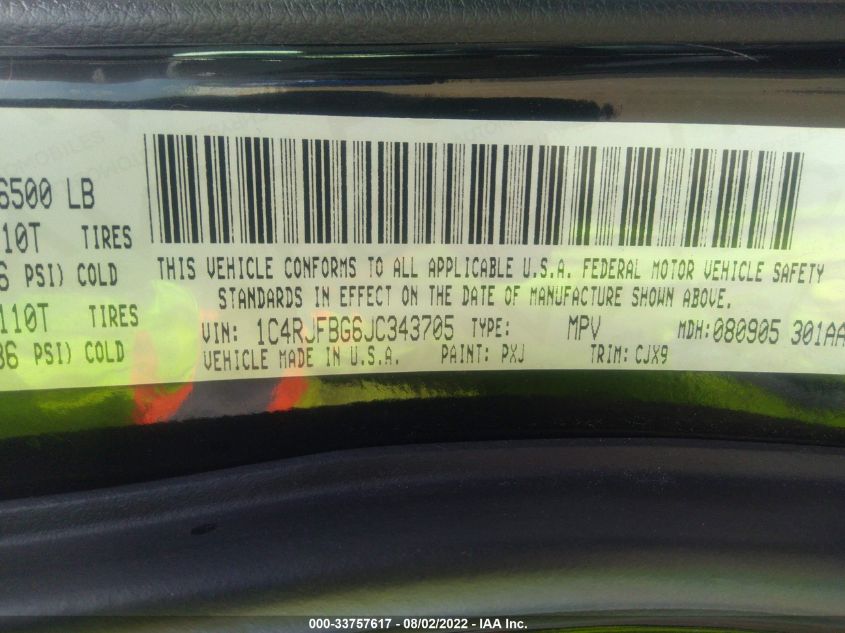 6500 LB
10T TIRES
6 PSI) COLD
110T TIRES
36 PSI) COLD
THIS VEHICLE CONFORMS TO ALL APPLICABLE U.S.A. FEDERAL MOTOR VEHICLE SAFETY
STANDARDS IN EFFECT ON THE DATE OF MANUFACTURE SHOWN ABOVE.
VIN: 1C4RJFBG6JC343705 TYPE: MPV MDH:080905 301AA
VEHICLE MADE IN U.S.A. PAINT: PXJ TRIM:CJX9
000-33757617 - 08/02/2022 - IAA Inc.